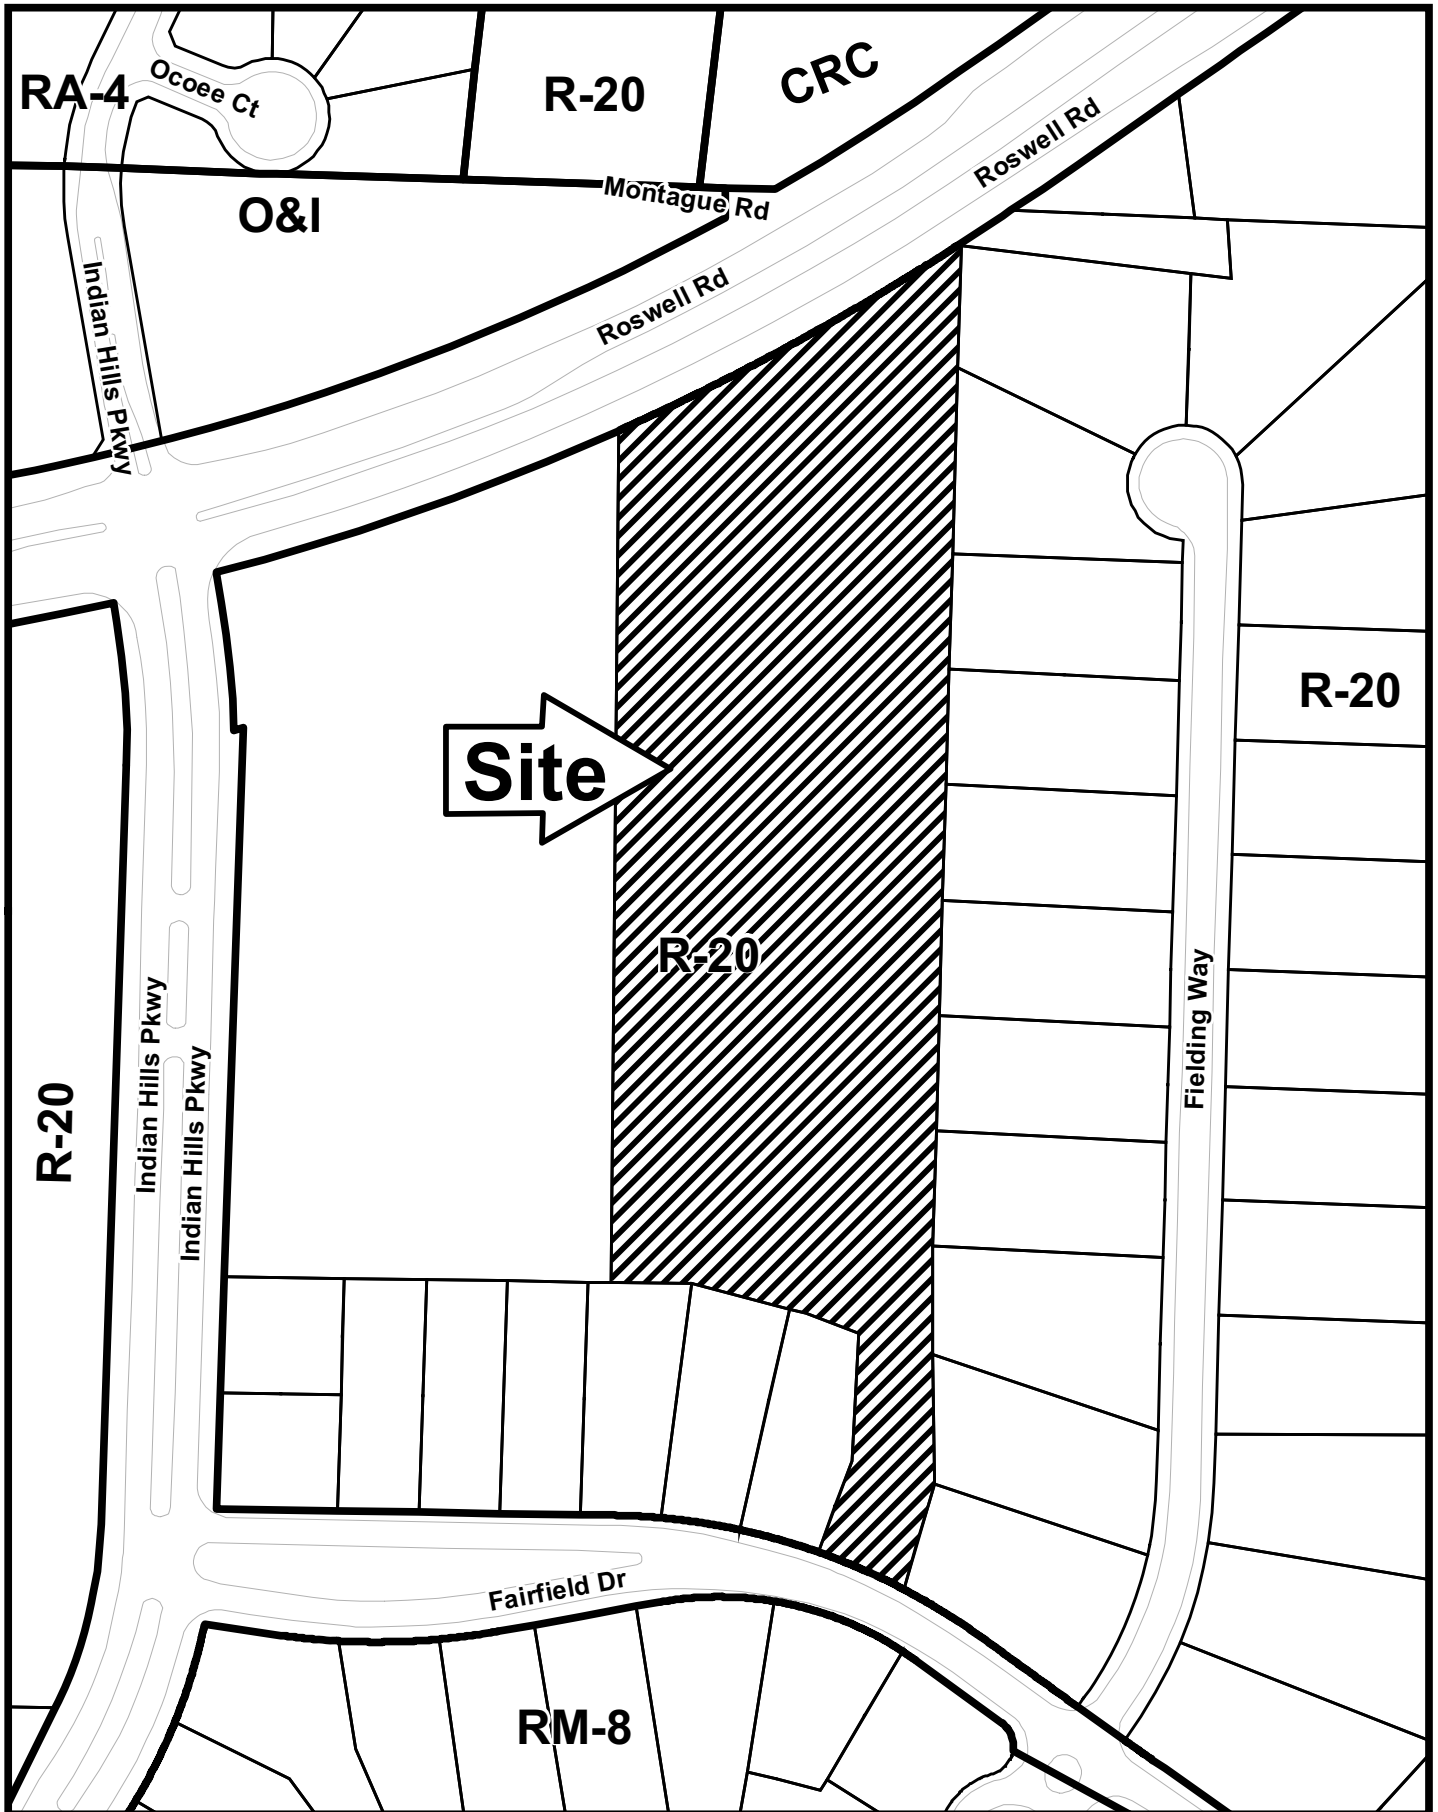 RA-4
Ocoee Ct
R-20
CRC
Roswell Rd
Montague Rd
O&I
Indian Hills Pkwy
Roswell Rd
R-20
Site
R-20
Fielding Way
R-20
Indian Hills Pkwy
Indian Hills Pkwy
Fairfield Dr
RM-8